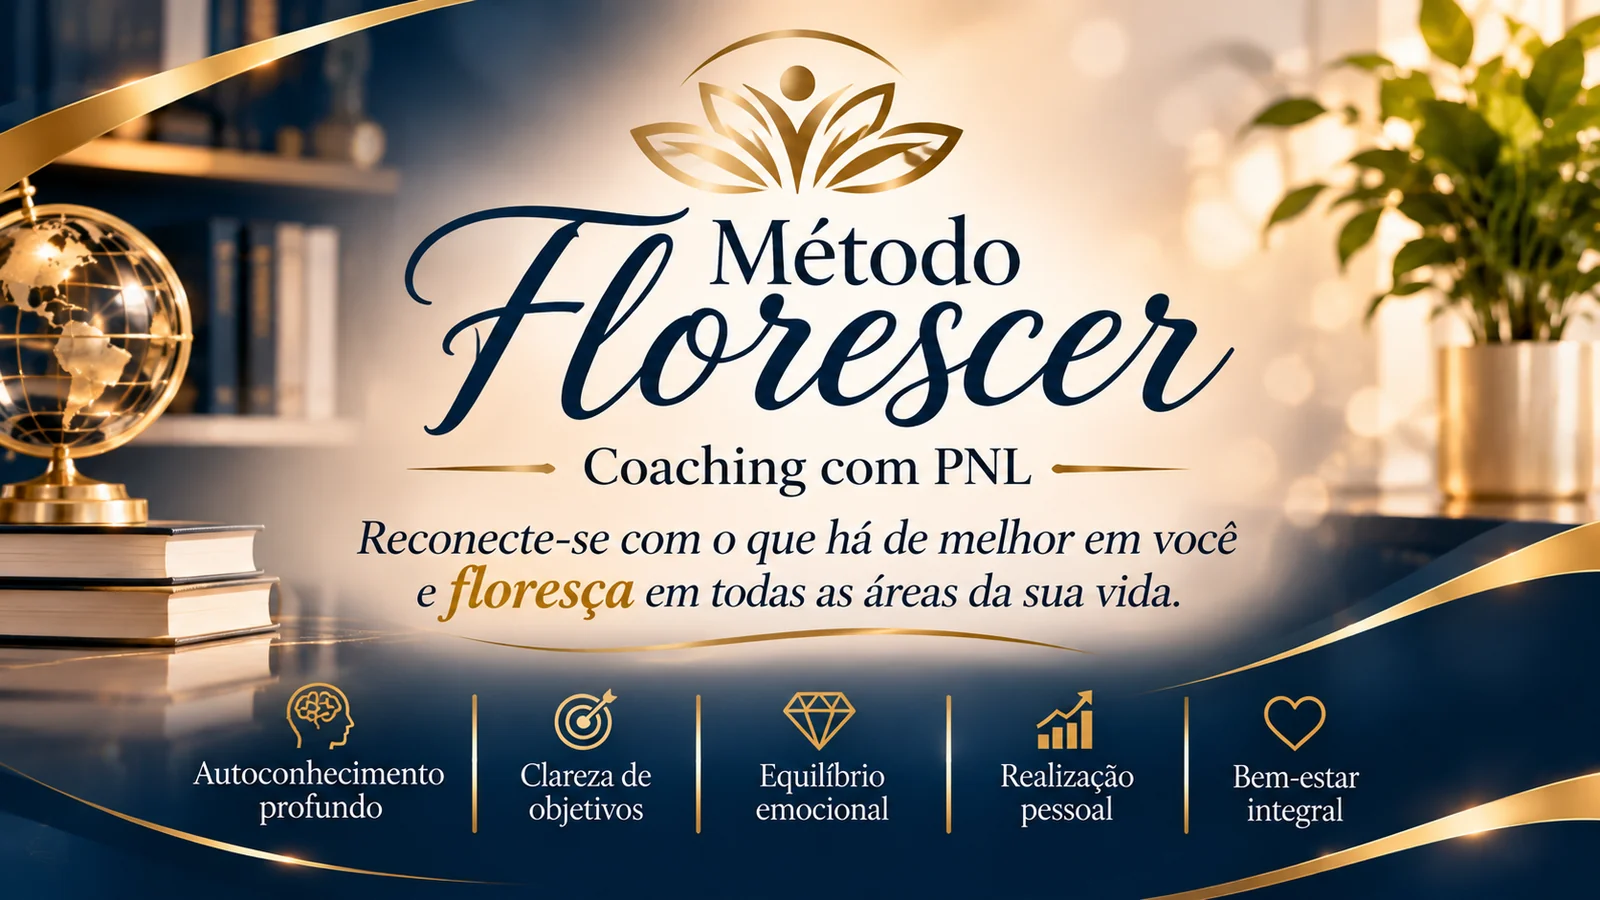 Método
Florescer
Coaching com PNL
Reconecte-se com o que há de melhor em você
e floresça em todas as áreas da sua vida.
Autoconhecimento
profundo
Clareza de
objetivos
Equilíbrio
emocional
Realização
pessoal
Bem-estar
integral